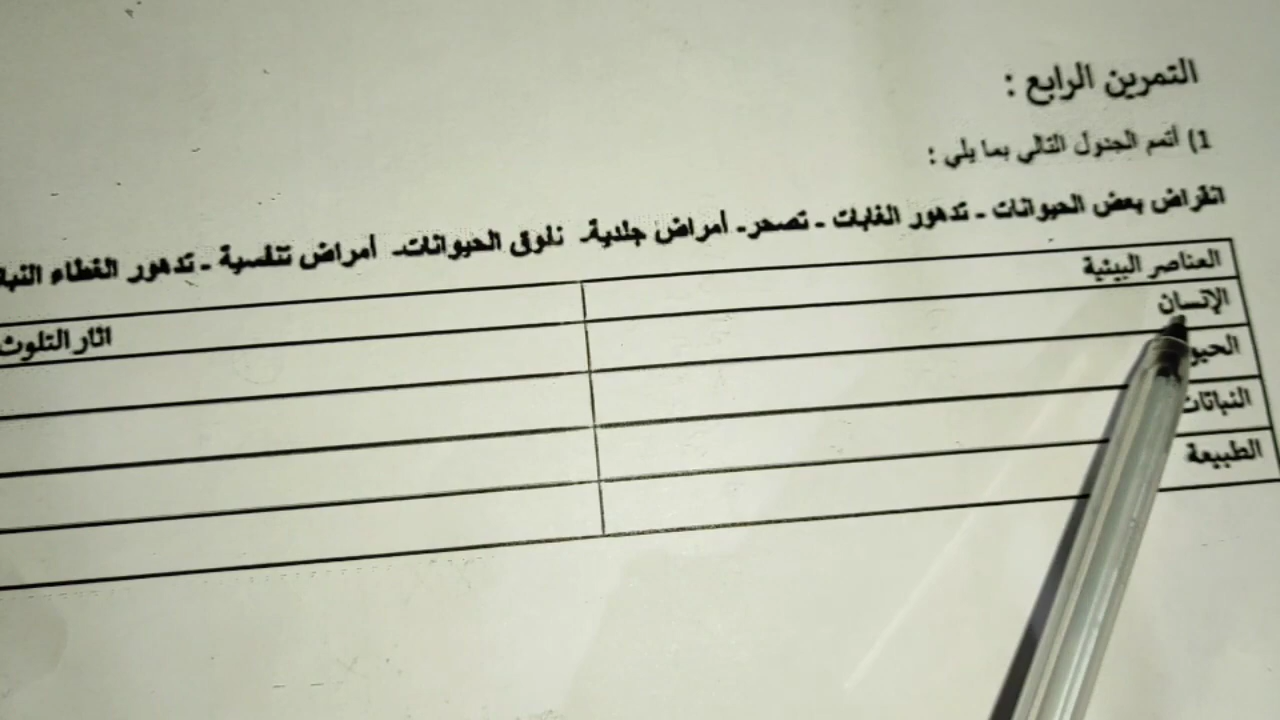 التمرين الرابع :
1) أتمم الجدول التالي بما يلي :
انقراض بعض الحيوانات - تدهور الغابات - تصحر- أمراض جلدية- نفوق الحيوانات- أمراض تنفسية - تدهور الغطاء
العناصر البيئية
اثار التلوث
الإنسان
النباتات
الطبيعة